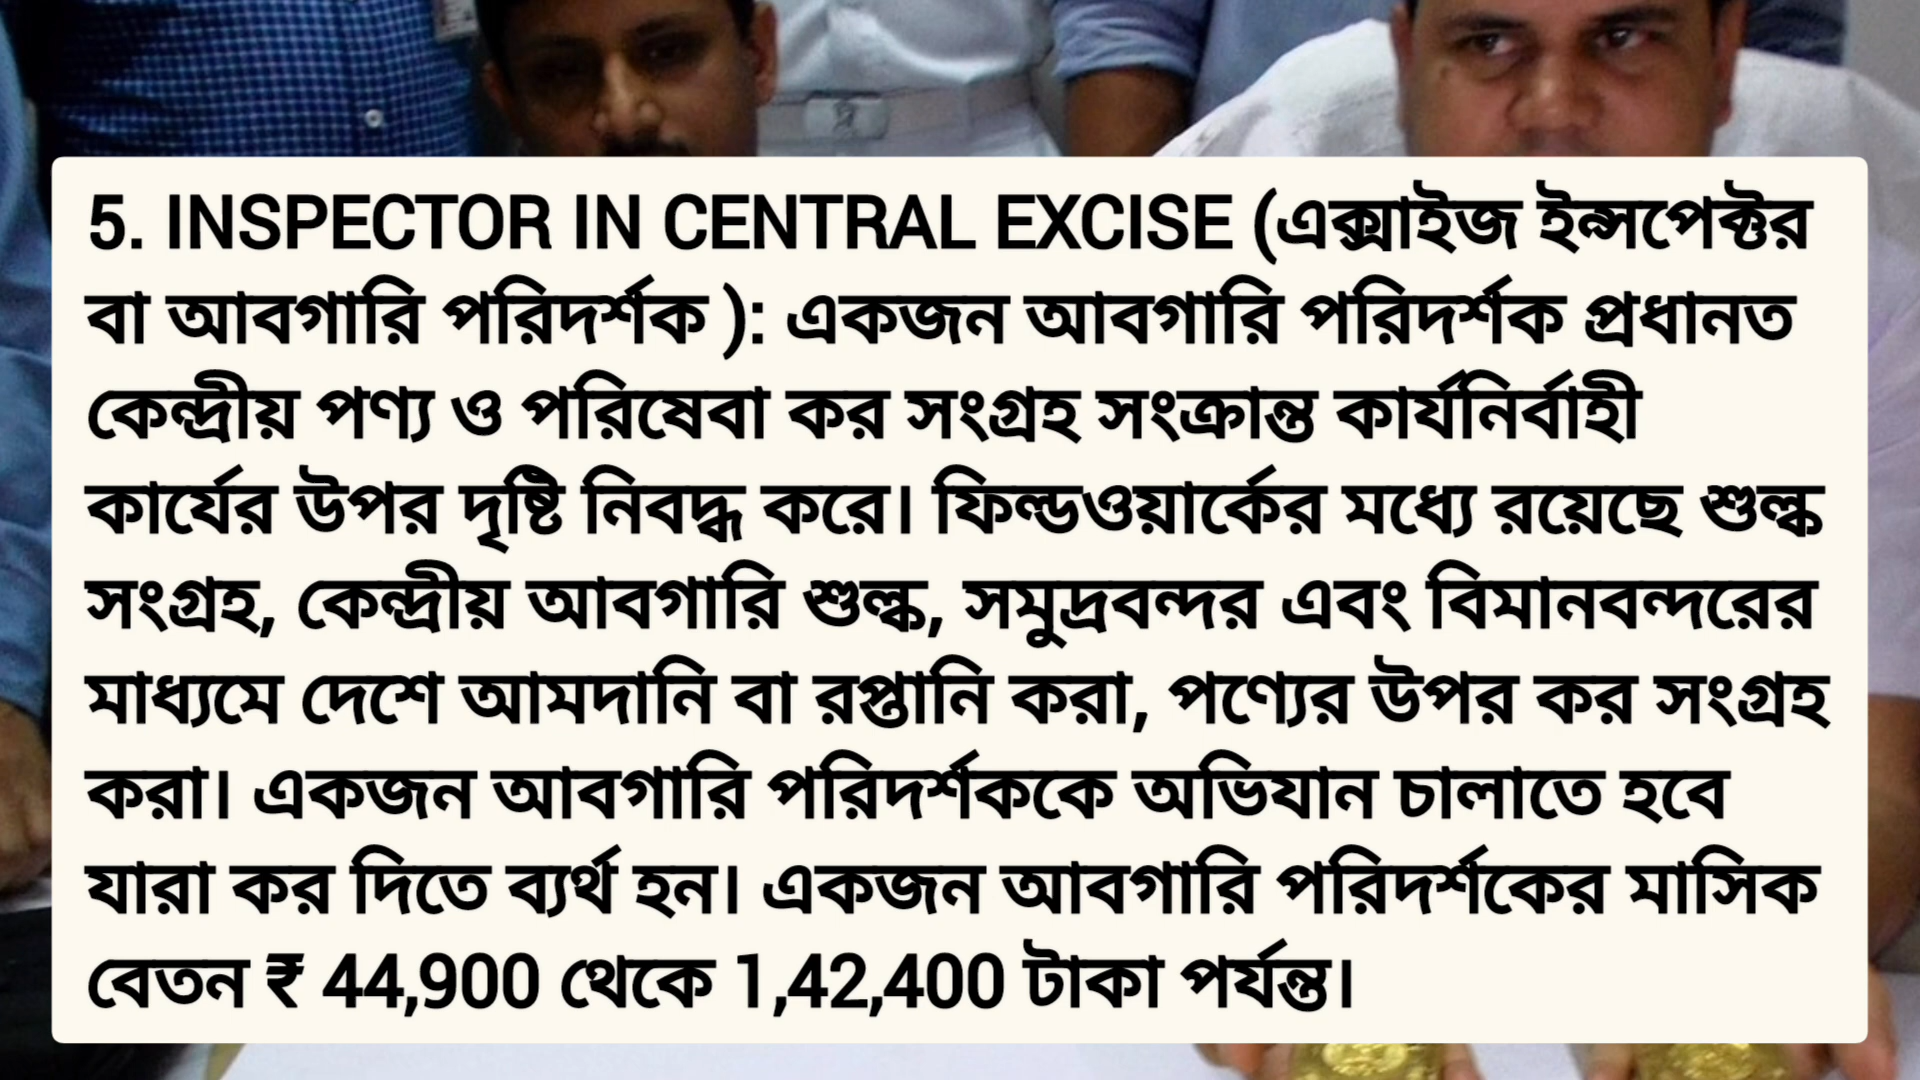 5. INSPECTOR IN CENTRAL EXCISE (এক্সাইজ ইন্সপেক্টর
বা আবগারি পরিদর্শক ): একজন আবগারি পরিদর্শক প্রধানত
কেন্দ্রীয় পণ্য ও পরিষেবা কর সংগ্রহ সংক্রান্ত কার্যনির্বাহী
কার্যের উপর দৃষ্টি নিবদ্ধ করে। ফিল্ডওয়ার্কের মধ্যে রয়েছে শুল্ক
সংগ্রহ, কেন্দ্রীয় আবগারি শুল্ক, সমুদ্রবন্দর এবং বিমানবন্দরের
মাধ্যমে দেশে আমদানি বা রপ্তানি করা, পণ্যের উপর কর সংগ্রহ
করা। একজন আবগারি পরিদর্শককে অভিযান চালাতে হবে
যারা কর দিতে ব্যর্থ হন। একজন আবগারি পরিদর্শকের মাসিক
বেতন ₹ 44,900 থেকে 1,42,400 টাকা পর্যন্ত।